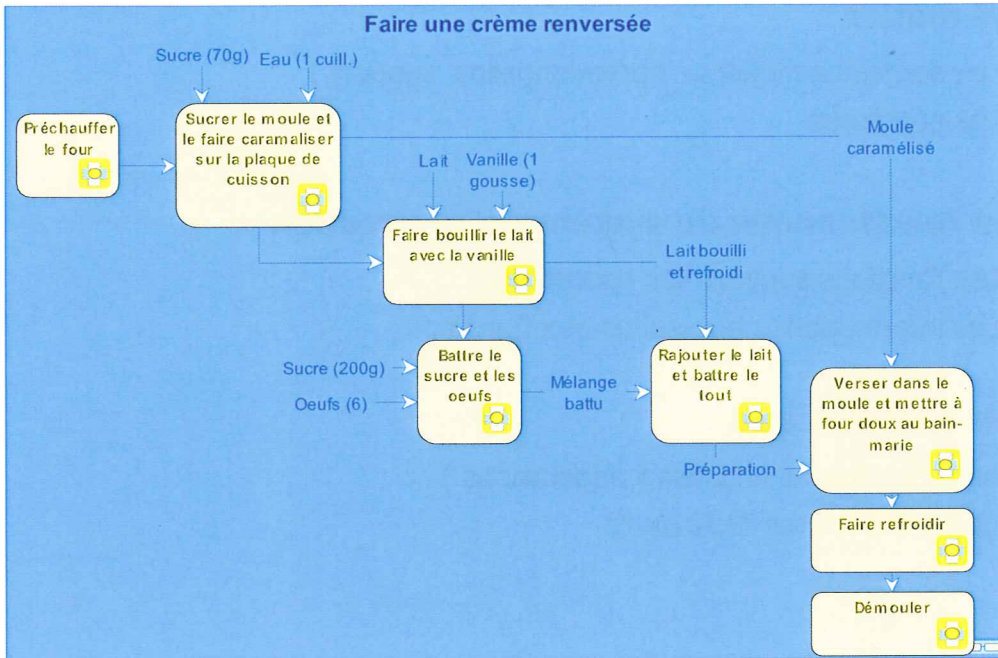 Faire une crème renversée
Sucre (70g)
Eau (1 cuill.)
Préchauffer
le four
Sucrer le moule et
le faire caramaliser
sur la plaque de
cuisson
Moule
caramélisé
Lait
Vanille (1
gousse)
Faire bouillir le lait
avec la vanille
Lait bouilli
et refroidi
Sucre (200g)
Oeufs (6)
Battre le
sucre et les
oeufs
Mélange
battu
Rajouter le lait
et battre le
tout
Verser dans le
moule et mettre à
four doux au bain-
marie
Préparation
Faire refroidir
Démouler